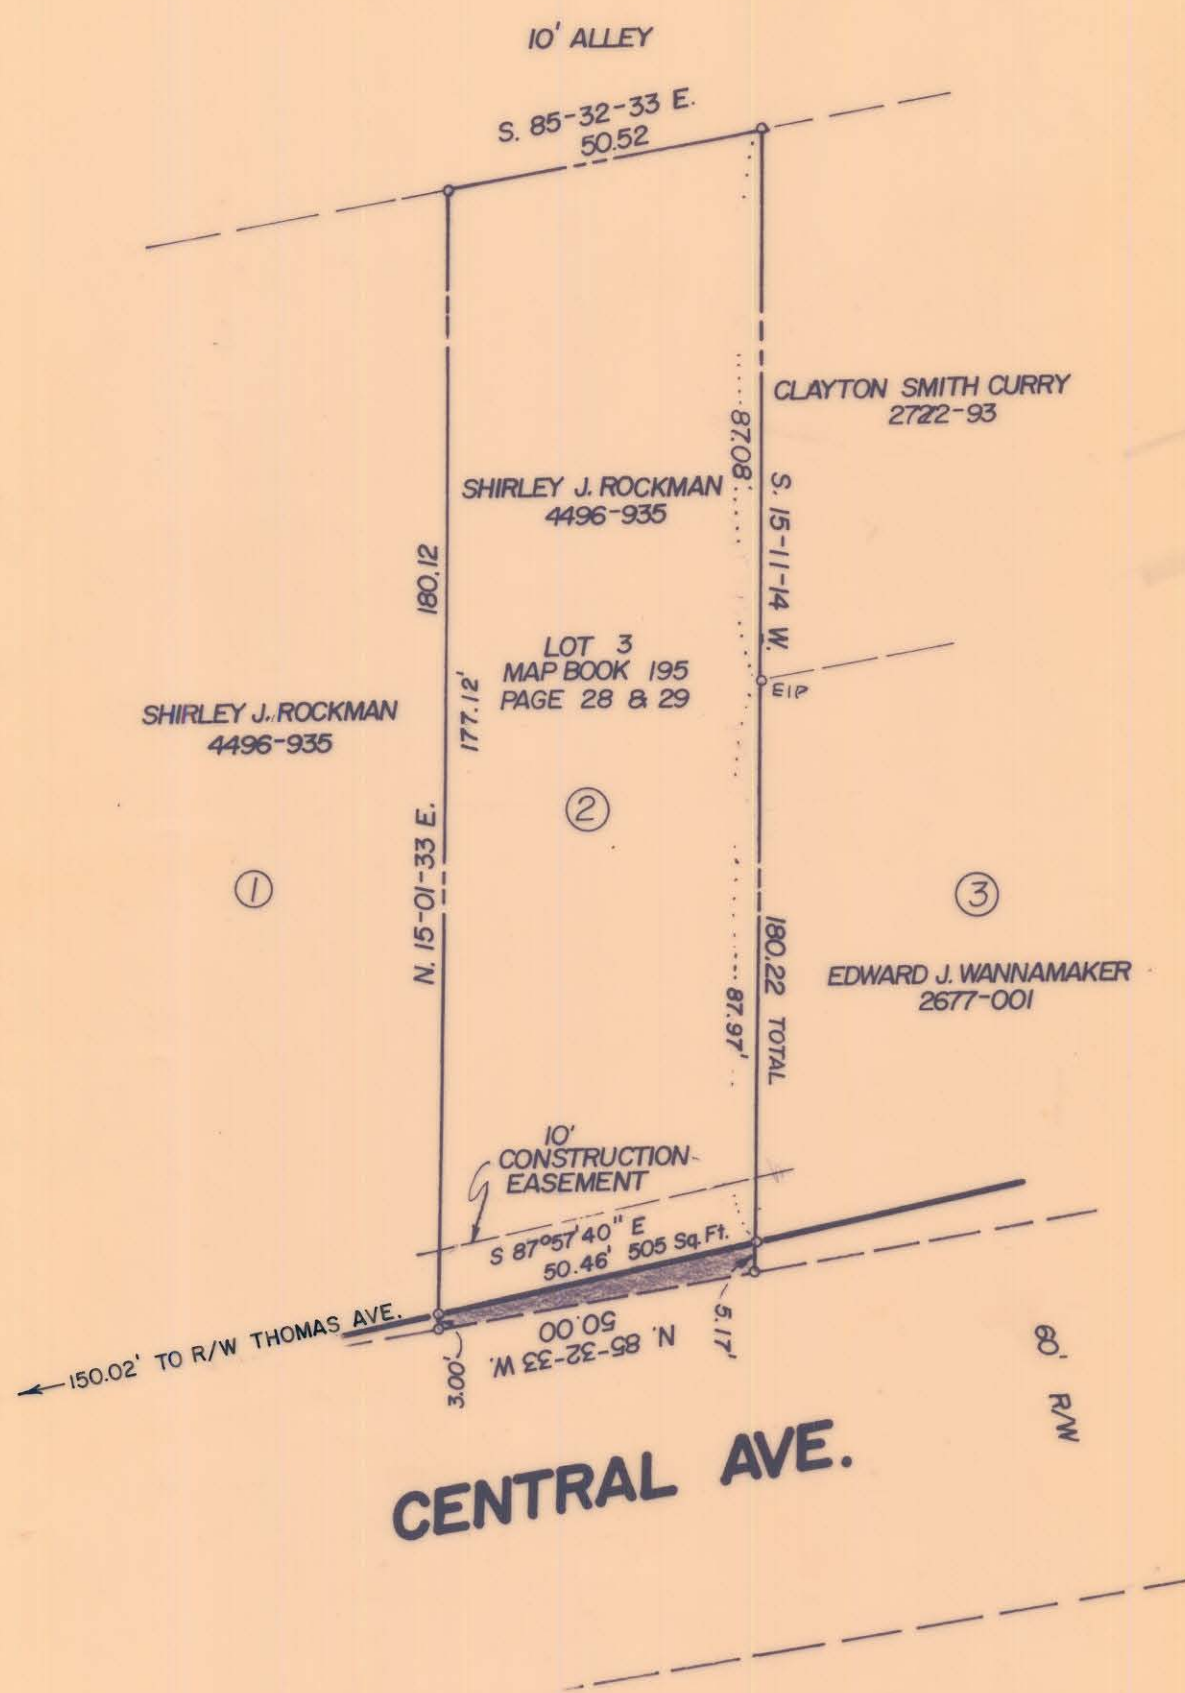 10' ALLEY
S. 85-32-33 E.
50.52
CLAYTON SMITH CURRY
2722-93
87.08'
S. 15-11-14 W.
SHIRLEY J. ROCKMAN
4496-935
180.12
LOT 3
MAP BOOK 195
PAGE 28 & 29
EIP
177.12'
SHIRLEY J. ROCKMAN
4496-935
2
N. 15-01-33 E.
1
3
180.22 TOTAL
EDWARD J. WANNAMAKER
2677-001
87.97'
10'
CONSTRUCTION
EASEMENT
S 87°57'40" E
50.46' 505 Sq. Ft.
150.02' TO R/W THOMAS AVE.
3.00'
N. 85-32-33 W.
50.00
5.17'
60' R/W
CENTRAL AVE.